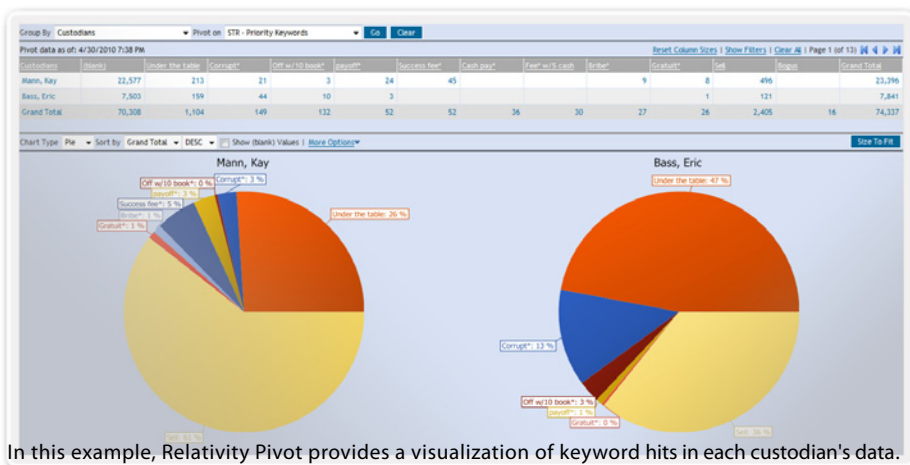 Group By Custodians Pivot on STR - Priority Keywords Go Clear
Pivot data as of: 4/30/2010 7:38 PM Reset Column Sizes | Show Filters | Clear All | Page 1 (of 13)
Custodians (blank) Under the table Corrupt* Off w/10 book* payoff* Success fee* Cash pay* Fee* w/5 cash Bribe* Gratuit* Sell Bogus Grand Total
Mann, Kay 22,577 213 21 3 24 45 9 8 496 23,396
Bass, Eric 7,503 159 44 10 3 1 121 7,841
Grand Total 70,308 1,104 149 132 52 52 36 30 27 26 2,405 16 74,337
Chart Type Pie Sort by Grand Total DESC Show (blank) Values | More Options Size To Fit
Mann, Kay
Off w/10 book*: 0 %
Corrupt*: 3 %
payoff*: 3 %
Success fee*: 5 %
Bribe*: 1 %
Gratuit*: 1 %
Under the table: 26 %
Bass, Eric
Under the table: 47 %
Corrupt*: 13 %
Off w/10 book*: 3 %
payoff*: 1 %
Gratuit*: 0 %
Sell: 36 %
In this example, Relativity Pivot provides a visualization of keyword hits in each custodian's data.